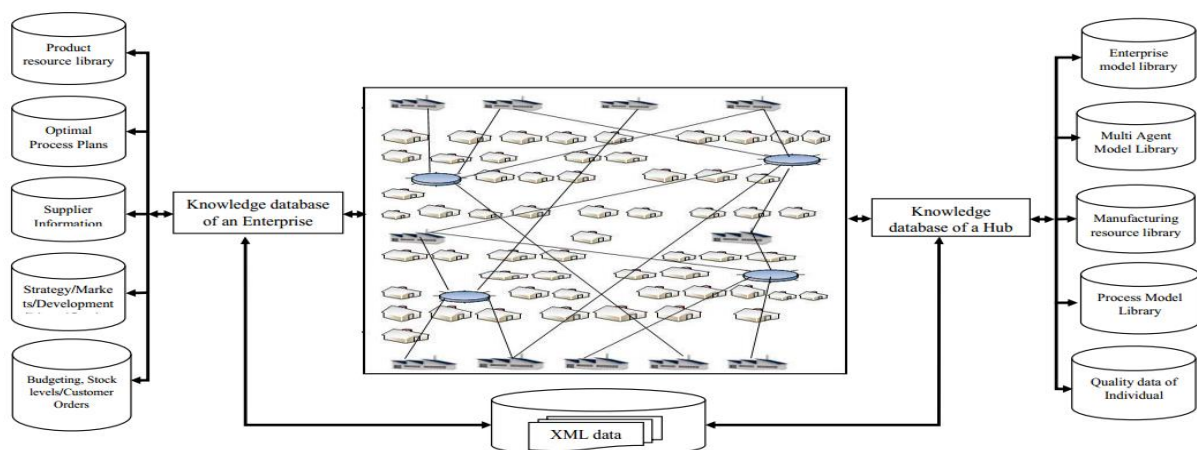 Product
resource library
Optimal
Process Plans
Supplier
Information
Strategy/Marke
ts/Development
Budgeting, Stock
levels/Customer
Orders
Knowledge database
of an Enterprise
XML data
Knowledge
database of a Hub
Enterprise
model library
Multi Agent
Model Library
Manufacturing
resource library
Process Model
Library
Quality data of
Individual